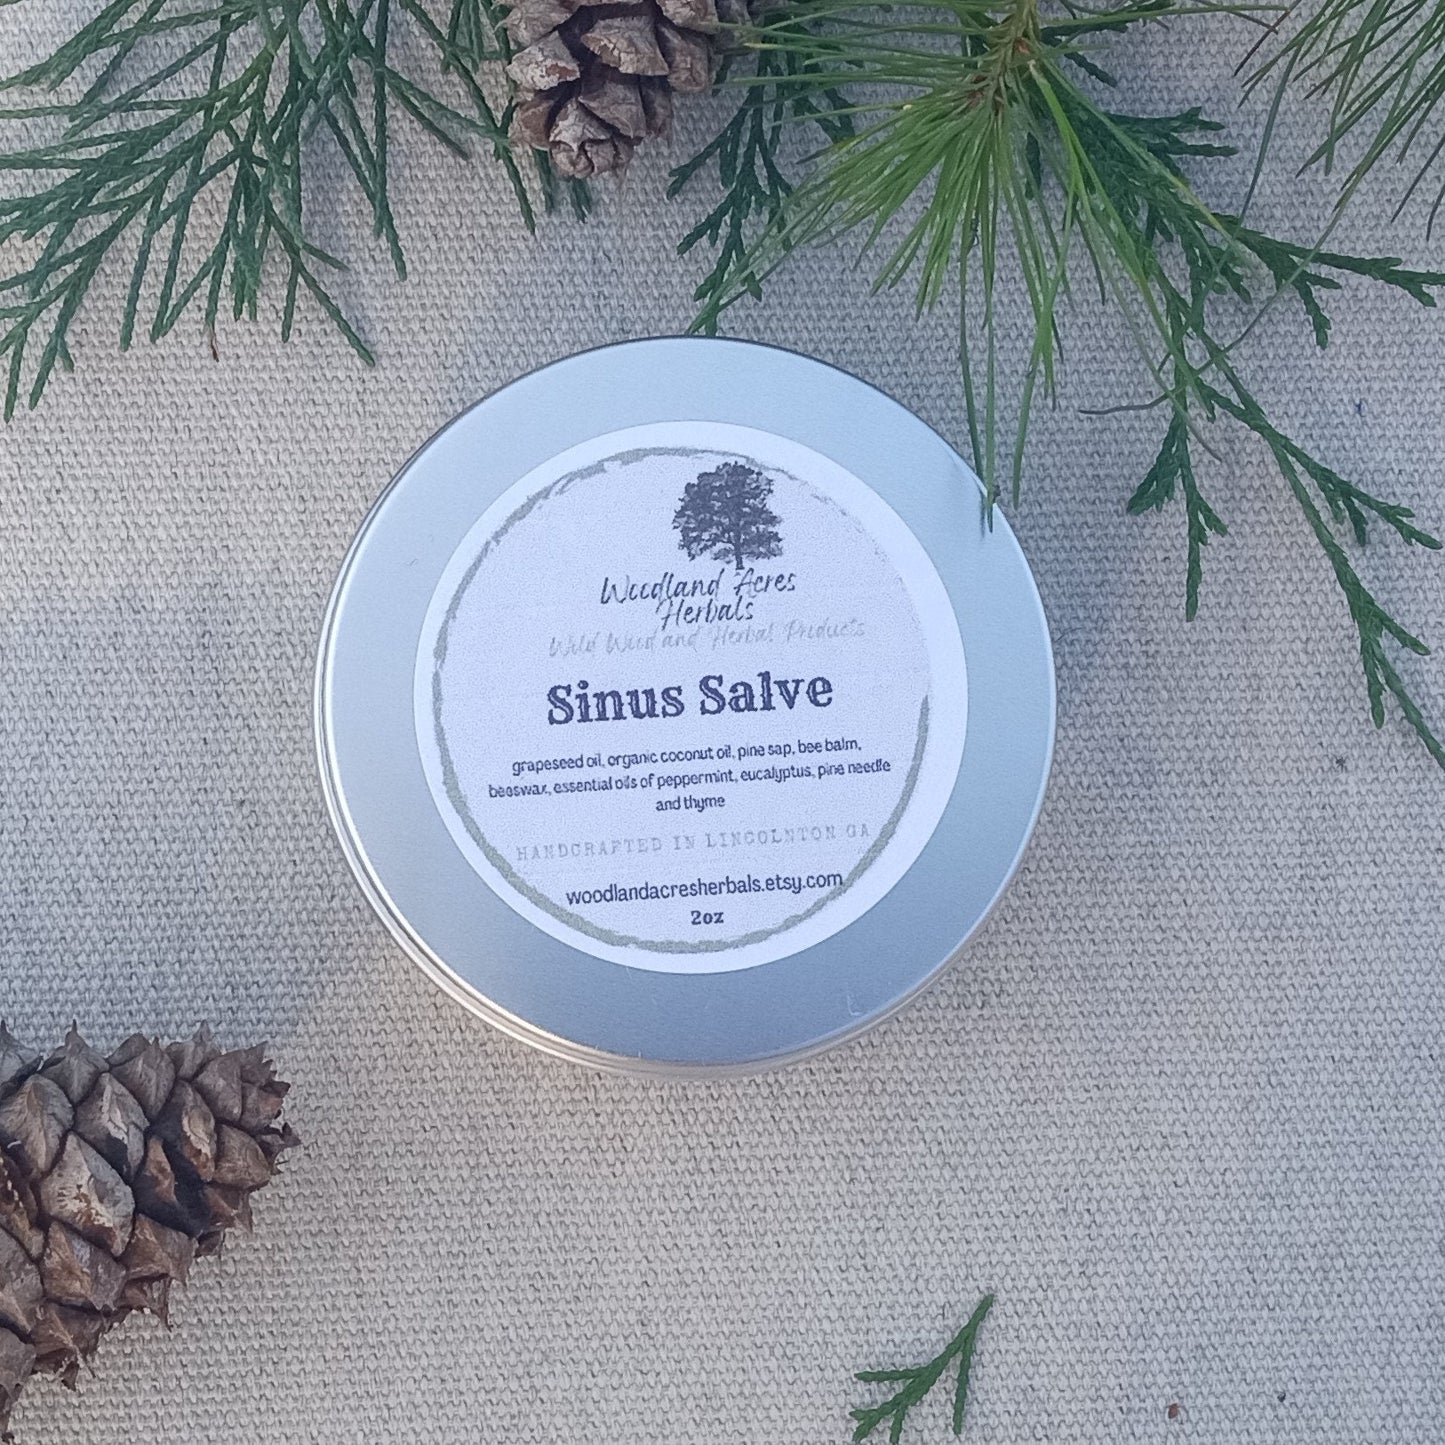 Woodland Acres
Herbals
Wild Wood and Herbal Products
Sinus Salve
grapeseed oil, organic coconut oil, pine sap, bee balm,
beeswax, essential oils of peppermint, eucalyptus, pine needle
and thyme
HANDCRAFTED IN LINCOLNTON GA
woodlandacresherbals.etsy.com
2oz